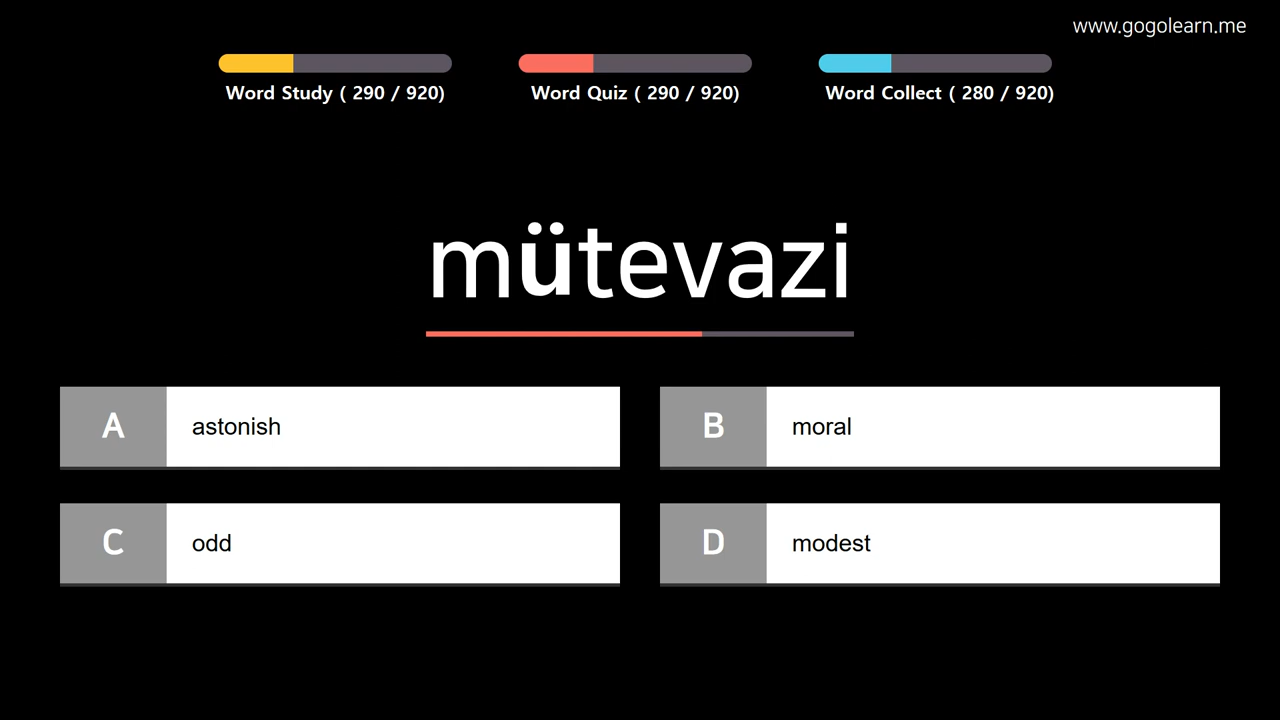 www.gogolearn.me
Word Study ( 290 / 920)
Word Quiz ( 290 / 920)
Word Collect ( 280 / 920)
mütevazi
A astonish
B moral
C odd
D modest